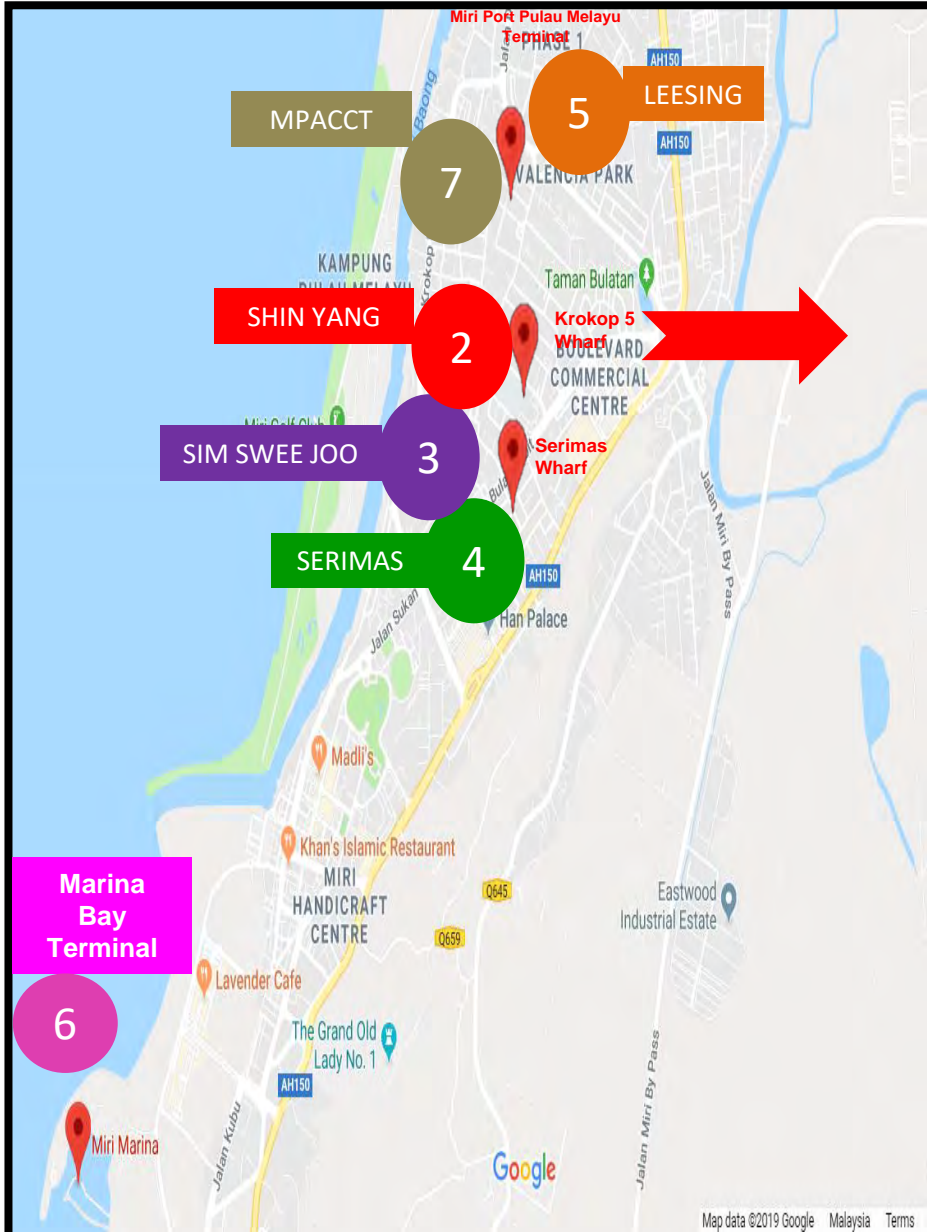 Miri Port Pulau Melayu
Terminal
PHASE 1
Jalan
Baong
AH150
5
LEESING
MPACCT
AH150
7
VALENCIA PARK
KAMPUNG
PULAU MELAYU
Krokop
Taman Bulatan
SHIN YANG
2
Krokop 5
Wharf
BOULEVARD
COMMERCIAL
CENTRE
Miri Golf Club
SIM SWEE JOO
3
Serimas
Wharf
Jalan Miri By Pass
SERIMAS
4
AH150
Han Palace
Jalan Sukan
Madli's
Khan's Islamic Restaurant
MIRI
HANDICRAFT
CENTRE
Q645
Eastwood
Industrial Estate
Q659
Marina
Bay
Terminal
Lavender Cafe
6
The Grand Old
Lady No. 1
AH150
Jalan Miri By Pass
Miri Marina
Jalan Kubu
Google
Map data ©2019 Google Malaysia Terms